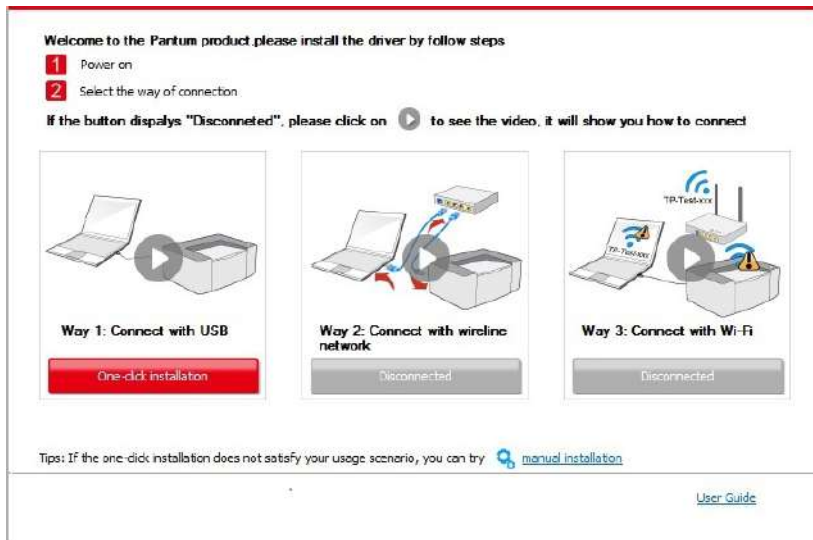 Welcome to the Pantum product,please install the driver by follow steps
1 Power on
2 Select the way of connection
If the button dispalys "Disconneted", please click on to see the video, it will show you how to connect
TP-Test-xxx
TP-Test-xxx
Way 1: Connect with USB
Way 2: Connect with wireline
network
Way 3: Connect with Wi-Fi
One-click installation
Disconnected
Disconnected
Tips: If the one-click installation does not satisfy your usage scenario, you can try manual installation
User Guide